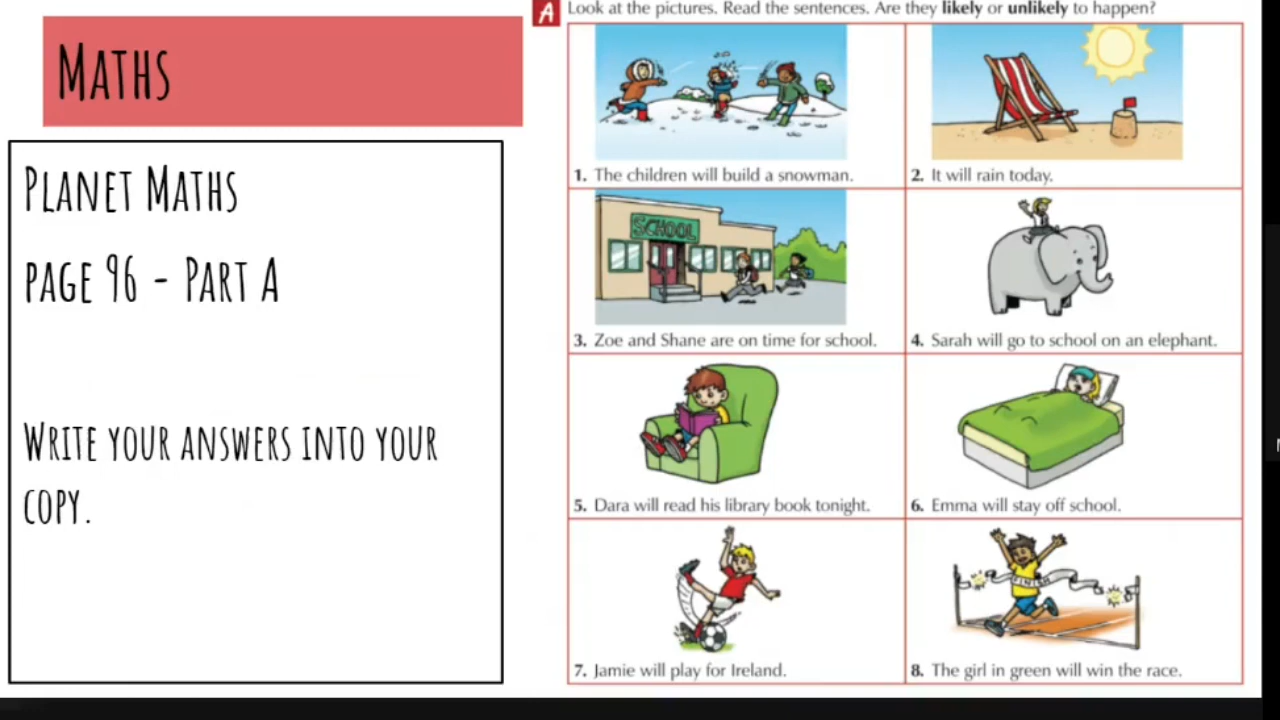 MATHS
PLANET MATHS
PAGE 96 - PART A
WRITE YOUR ANSWERS INTO YOUR
COPY.
A Look at the pictures. Read the sentences. Are they likely or unlikely to happen?
1. The children will build a snowman.
2. It will rain today.
SCHOOL
3. Zoe and Shane are on time for school.
4. Sarah will go to school on an elephant.
5. Dara will read his library book tonight.
6. Emma will stay off school.
FINISH
7. Jamie will play for Ireland.
8. The girl in green will win the race.